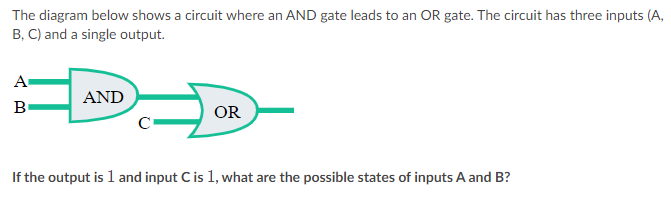 The diagram below shows a circuit where an AND gate leads to an OR gate. The circuit has three inputs (A,
B, C) and a single output.
A
AND
B
C
OR
If the output is 1 and input C is 1, what are the possible states of inputs A and B?